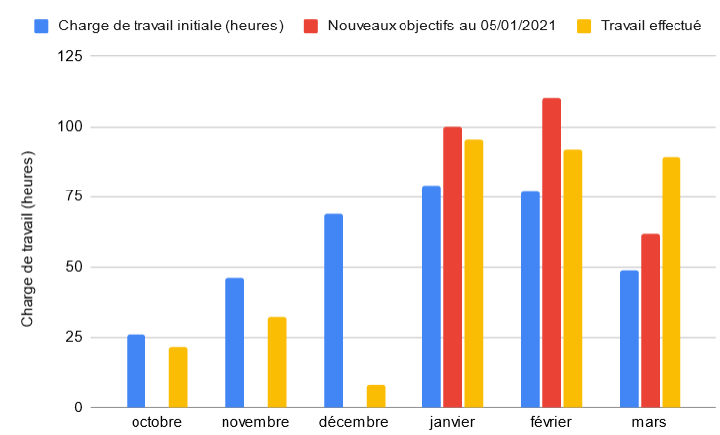 Charge de travail initiale (heures) Nouveaux objectifs au 05/01/2021 Travail effectué
125
100
75
50
25
0
Charge de travail (heures)
octobre novembre décembre janvier février mars